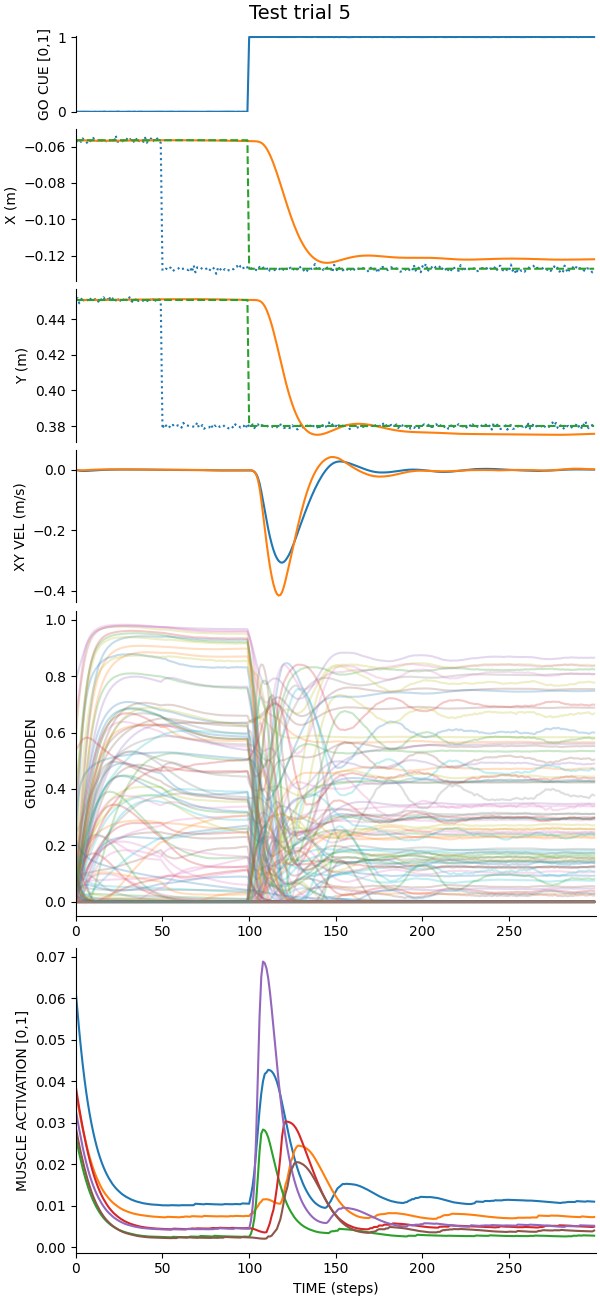 Test trial 5
GO CUE [0,1]
1
0
X (m)
−0.06
−0.08
−0.10
−0.12
Y (m)
0.44
0.42
0.40
0.38
XY VEL (m/s)
0.0
−0.2
−0.4
GRU HIDDEN
1.0
0.8
0.6
0.4
0.2
0.0
0 50 100 150 200 250
MUSCLE ACTIVATION [0,1]
0.07
0.06
0.05
0.04
0.03
0.02
0.01
0.00
0 50 100 150 200 250
TIME (steps)